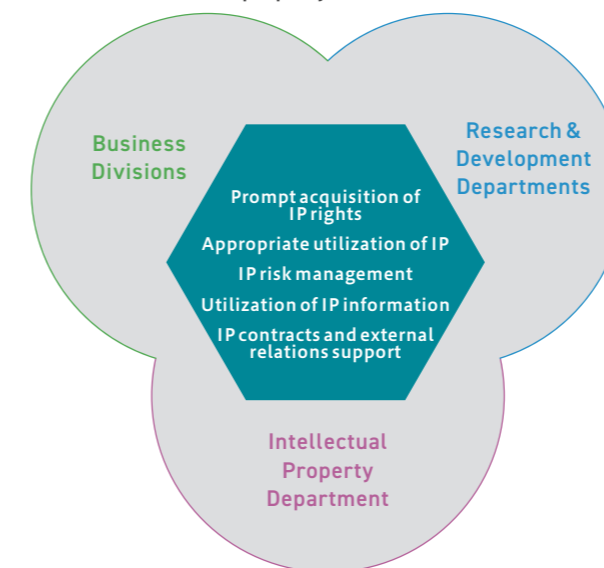 Business
Divisions
Research &
Development
Departments
Prompt acquisition of
IP rights
Appropriate utilization of IP
IP risk management
Utilization of IP information
IP contracts and external
relations support
Intellectual
Property
Department